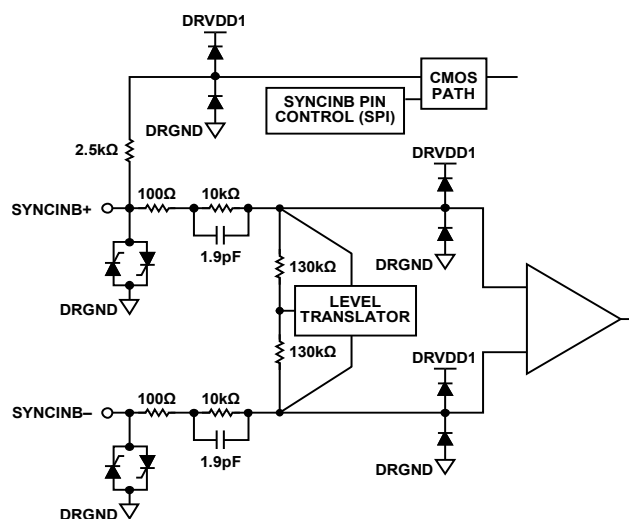 DRVDD1
CMOS
PATH
SYNCINB PIN
CONTROL (SPI)
DRGND
2.5kΩ
DRVDD1
100Ω
10kΩ
SYNCINB+
1.9pF
DRGND
130kΩ
DRGND
LEVEL
TRANSLATOR
130kΩ
DRVDD1
100Ω
10kΩ
SYNCINB–
1.9pF
DRGND
DRGND